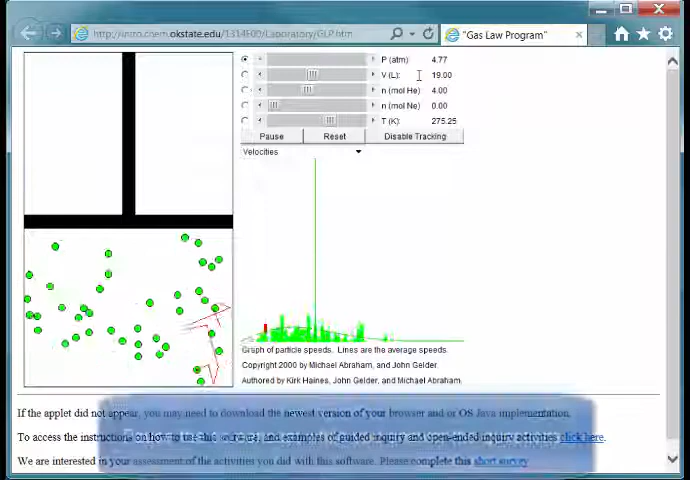 http://intro.chem.okstate.edu/1314F00/Laboratory/GLP.htm
"Gas Law Program"
P (atm) 4.77
V (L): 19.00
n (mol He) 4.00
n (mol Ne) 0.00
T (K): 275.25
Pause Reset Disable Tracking
Velocities
Graph of particle speeds. Lines are the average speeds.
Copyright 2000 by Michael Abraham, and John Gelder.
Authored by Kirk Haines, John Gelder, and Michael Abraham.
If the applet did not appear, you may need to download the newest version of your browser and/or OS Java implementation.
To access the instructions on how to use this software, and examples of guided inquiry and open-ended inquiry activities click here.
We are interested in your assessment of the activities you did with this software. Please complete this short survey